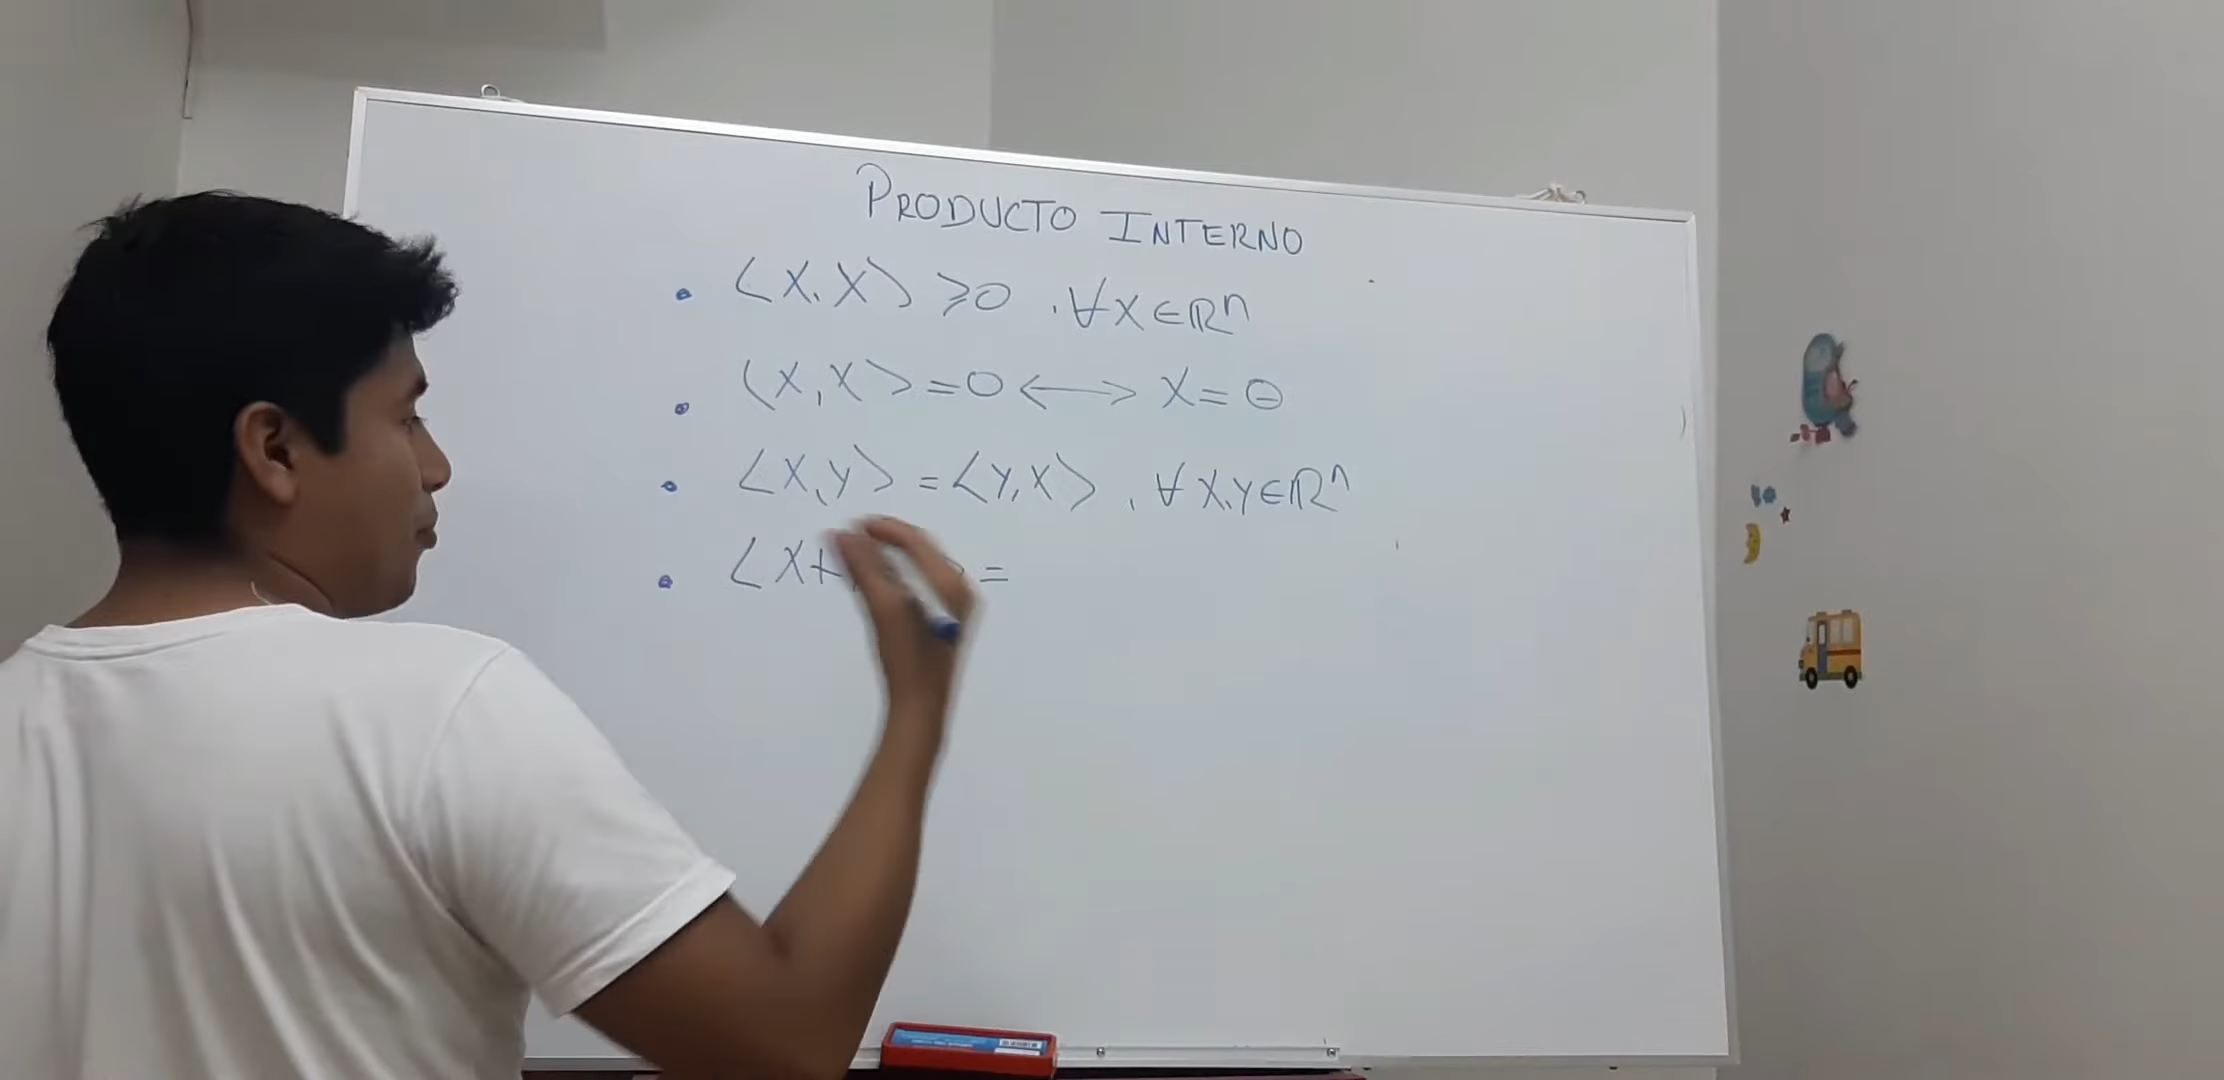 PRODUCTO INTERNO
• ⟨X, X⟩ ⩾ 0 , ∀ X ∈ ℝⁿ
• ⟨X, X⟩ = 0 ⟷ X = Θ
• ⟨X, Y⟩ = ⟨Y, X⟩ , ∀ X, Y ∈ ℝⁿ
• ⟨X + ⟩ =